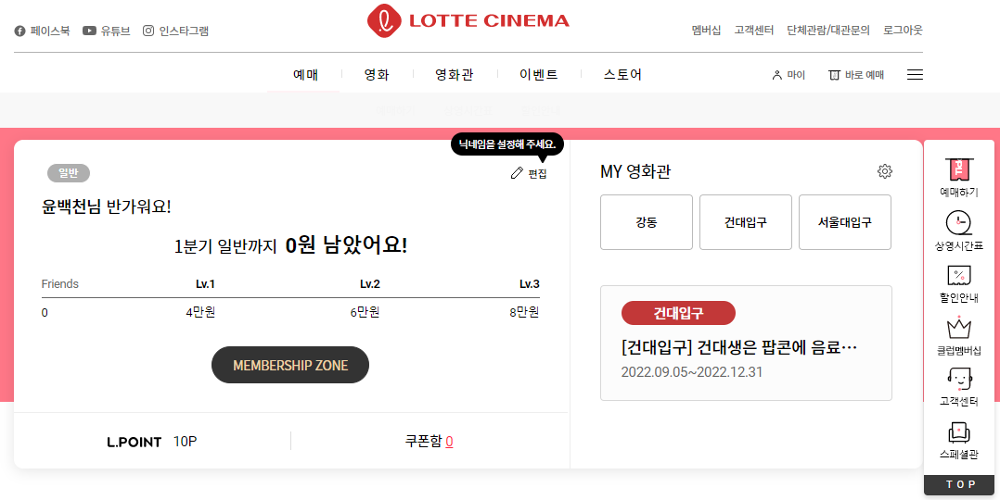 페이스북 유튜브 인스타그램
LOTTE CINEMA
멤버십 고객센터 단체관람/대관문의 로그아웃
예매 영화 영화관 이벤트 스토어
마이 바로 예매
닉네임을 설정해 주세요.
일반
편집
윤백천님 반가워요!
1분기 일반까지 0원 남았어요!
Friends Lv.1 Lv.2 Lv.3
0 4만원 6만원 8만원
MEMBERSHIP ZONE
L.POINT 10P
쿠폰함 0
MY 영화관
강동 건대입구 서울대입구
건대입구
[건대입구] 건대생은 팝콘에 음료⋯
2022.09.05~2022.12.31
예매하기
상영시간표
할인안내
클럽멤버십
고객센터
스페셜관
TOP